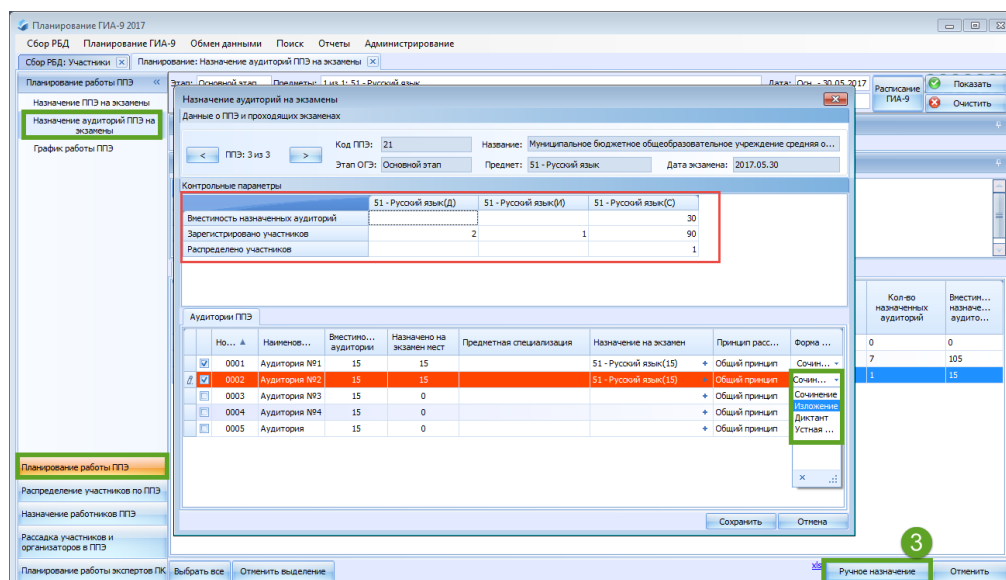 Планирование ГИА-9 2017
Сбор РБД Планирование ГИА-9 Обмен данными Поиск Отчеты Администрирование
Сбор РБД: Участники Планирование: Назначение аудиторий ППЭ на экзамены
Планирование работы ППЭ
Назначение ППЭ на экзамены
Назначение аудиторий ППЭ на экзамены
График работы ППЭ
Этап: Основной этап Предметы: 1 из 1: 51 - Русский язык Дата: Осн. - 30.05.2017
Расписание ГИА-9
Показать
Очистить
Назначение аудиторий на экзамены
Данные о ППЭ и проходящих экзаменах
< ППЭ: 3 из 3 >
Код ППЭ: 21 Название: Муниципальное бюджетное общеобразовательное учреждение средняя о...
Этап ОГЭ: Основной этап Предмет: 51 - Русский язык Дата экзамена: 2017.05.30
Контрольные параметры
51 - Русский язык(Д) 51 - Русский язык(И) 51 - Русский язык(С)
Вместимость назначенных аудиторий 30
Зарегистрировано участников 2 1 90
Распределено участников 1
Аудитории ППЭ
Но... Наименов... Вместимо... аудитории Назначено на экзамен мест Предметная специализация Назначение на экзамен Принцип расс... Форма ...
0001 Аудитория №1 15 15 51 - Русский язык(15) + Общий принцип Сочин...
0002 Аудитория №2 15 15 51 - Русский язык(15) + Общий принцип Сочин...
0003 Аудитория №3 15 0 + Общий принцип Сочинение
Изложение
0004 Аудитория №4 15 0 + Общий принцип Диктант
0005 Аудитория 15 0 + Общий принцип Устная ...
Сохранить Отмена
Кол-во назначенных аудиторий Вместим... назначе... аудито...
0 0
7 105
1 15
Планирование работы ППЭ
Распределение участников по ППЭ
Назначение работников ППЭ
Рассадка участников и
организаторов в ППЭ
Планирование работы экспертов ПК
Выбрать все Отменить выделение xls Ручное назначение Отменить
3